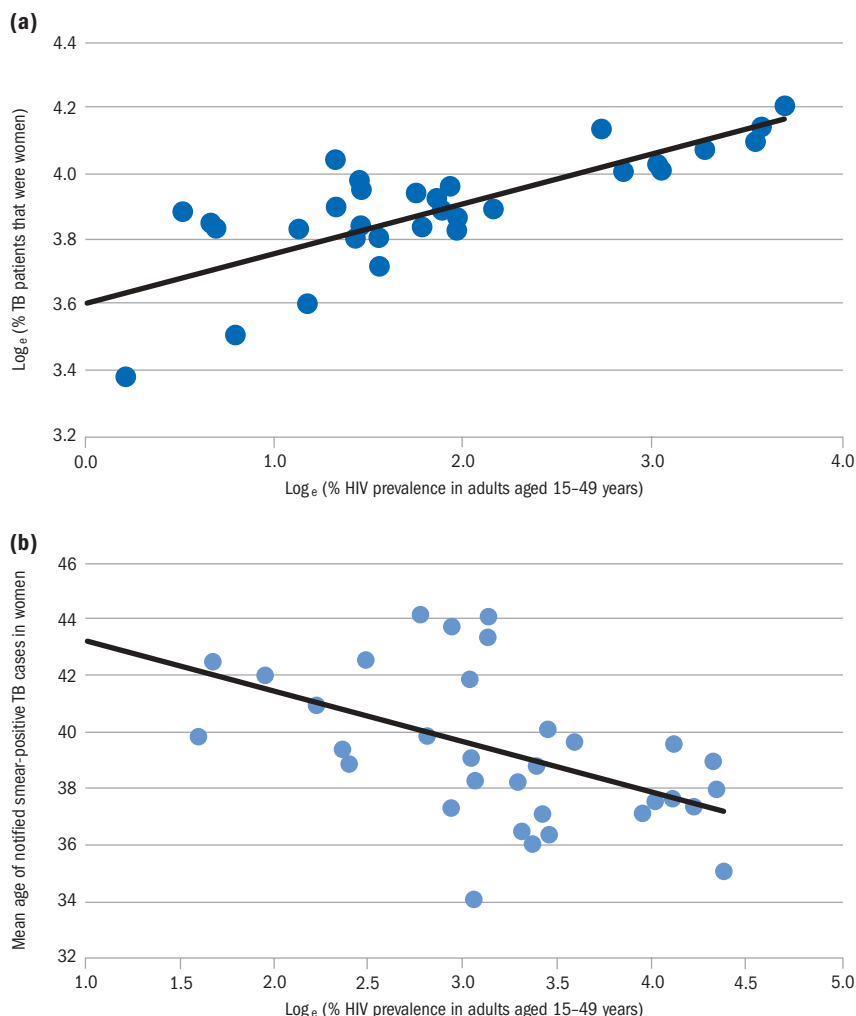 (a)
4.4
4.2
4.0
3.8
3.6
3.4
3.2
Log e (% TB patients that were women)
0.0 1.0 2.0 3.0 4.0
Log e (% HIV prevalence in adults aged 15–49 years)
(b)
46
44
42
40
38
36
34
32
Mean age of notified smear-positive TB cases in women
1.0 1.5 2.0 2.5 3.0 3.5 4.0 4.5 5.0
Log e (% HIV prevalence in adults aged 15–49 years)